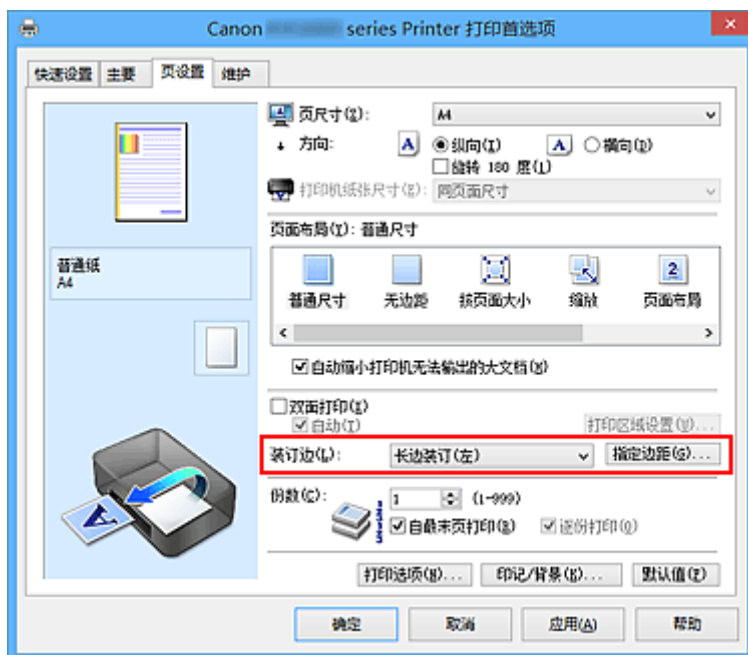 Canon series Printer 打印首选项
快速设置 主要 页设置 维护
页尺寸(Z): A4
方向: A 纵向(I) A 横向(D)
旋转 180 度(L)
打印机纸张尺寸(E): 同页面尺寸
页面布局(Y): 普通尺寸
普通纸
A4
普通尺寸 无边距 按页面大小 缩放 页面布局
自动缩小打印机无法输出的大文档(N)
双面打印(X)
自动(T) 打印区域设置(U)...
装订边(L): 长边装订(左) 指定边距(G)...
份数(C): 1 (1-999)
自最末页打印(R) 逐份打印(O)
打印选项(N)... 印记/背景(K)... 默认值(F)
确定 取消 应用(A) 帮助